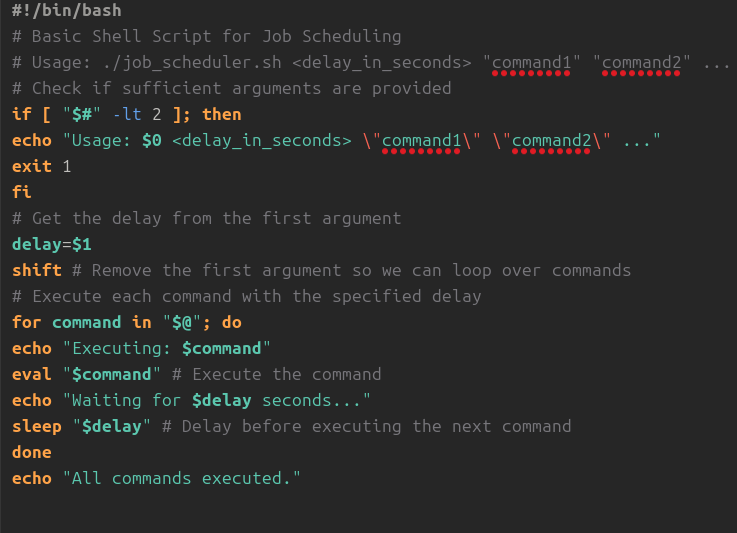 #!/bin/bash
# Basic Shell Script for Job Scheduling
# Usage: ./job_scheduler.sh <delay_in_seconds> "command1" "command2" ...
# Check if sufficient arguments are provided
if [ "$#" -lt 2 ]; then
echo "Usage: $0 <delay_in_seconds> \"command1\" \"command2\" ..."
exit 1
fi
# Get the delay from the first argument
delay=$1
shift # Remove the first argument so we can loop over commands
# Execute each command with the specified delay
for command in "$@"; do
echo "Executing: $command"
eval "$command" # Execute the command
echo "Waiting for $delay seconds..."
sleep "$delay" # Delay before executing the next command
done
echo "All commands executed."